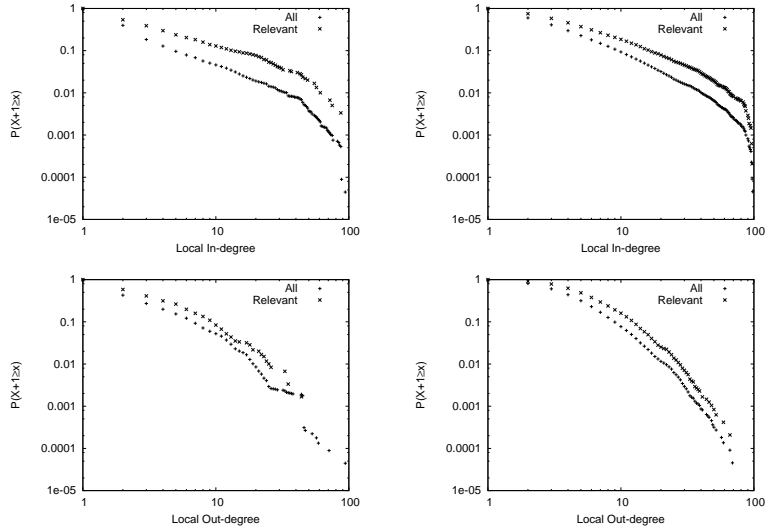 1
0.1
0.01
0.001
0.0001
1e-05
P(X+1≥x)
All
Relevant
1 10 100
Local In-degree
1
0.1
0.01
0.001
0.0001
1e-05
P(X+1≥x)
All
Relevant
1 10 100
Local In-degree
1
0.1
0.01
0.001
0.0001
1e-05
P(X+1≥x)
All
Relevant
1 10 100
Local Out-degree
1
0.1
0.01
0.001
0.0001
1e-05
P(X+1≥x)
All
Relevant
1 10 100
Local Out-degree